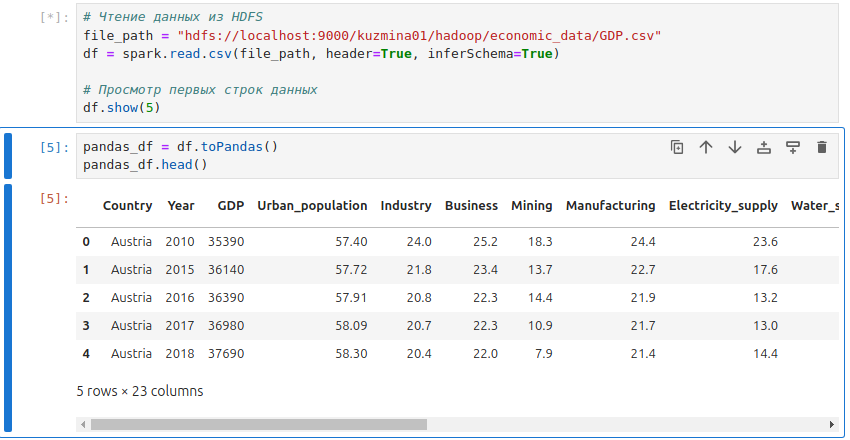 [*]: # Чтение данных из HDFS
file_path = "hdfs://localhost:9000/kuzmina01/hadoop/economic_data/GDP.csv"
df = spark.read.csv(file_path, header=True, inferSchema=True)
# Просмотр первых строк данных
df.show(5)
[5]: pandas_df = df.toPandas()
pandas_df.head()
[5]:
Country Year GDP Urban_population Industry Business Mining Manufacturing Electricity_supply Water_s
0 Austria 2010 35390 57.40 24.0 25.2 18.3 24.4 23.6
1 Austria 2015 36140 57.72 21.8 23.4 13.7 22.7 17.6
2 Austria 2016 36390 57.91 20.8 22.3 14.4 21.9 13.2
3 Austria 2017 36980 58.09 20.7 22.3 10.9 21.7 13.0
4 Austria 2018 37690 58.30 20.4 22.0 7.9 21.4 14.4
5 rows × 23 columns